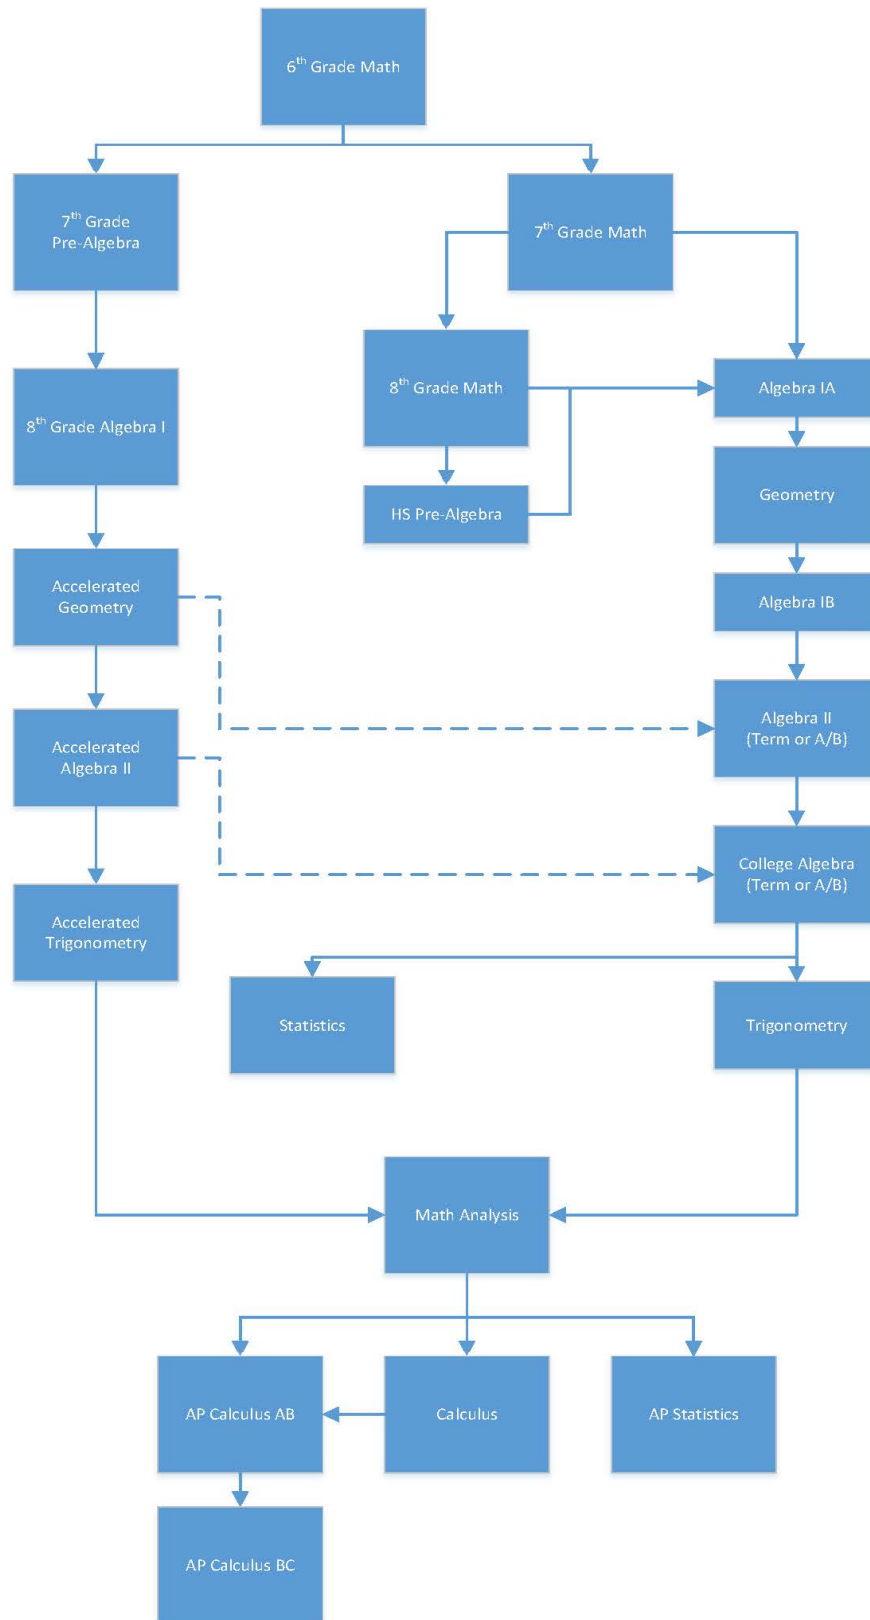 6th Grade Math
7th Grade
Pre-Algebra
7th Grade Math
8th Grade Algebra I
8th Grade Math
Algebra IA
HS Pre-Algebra
Geometry
Accelerated
Geometry
Algebra IB
Accelerated
Algebra II
Algebra II
(Term or A/B)
College Algebra
(Term or A/B)
Accelerated
Trigonometry
Statistics
Trigonometry
Math Analysis
AP Calculus AB
Calculus
AP Statistics
AP Calculus BC